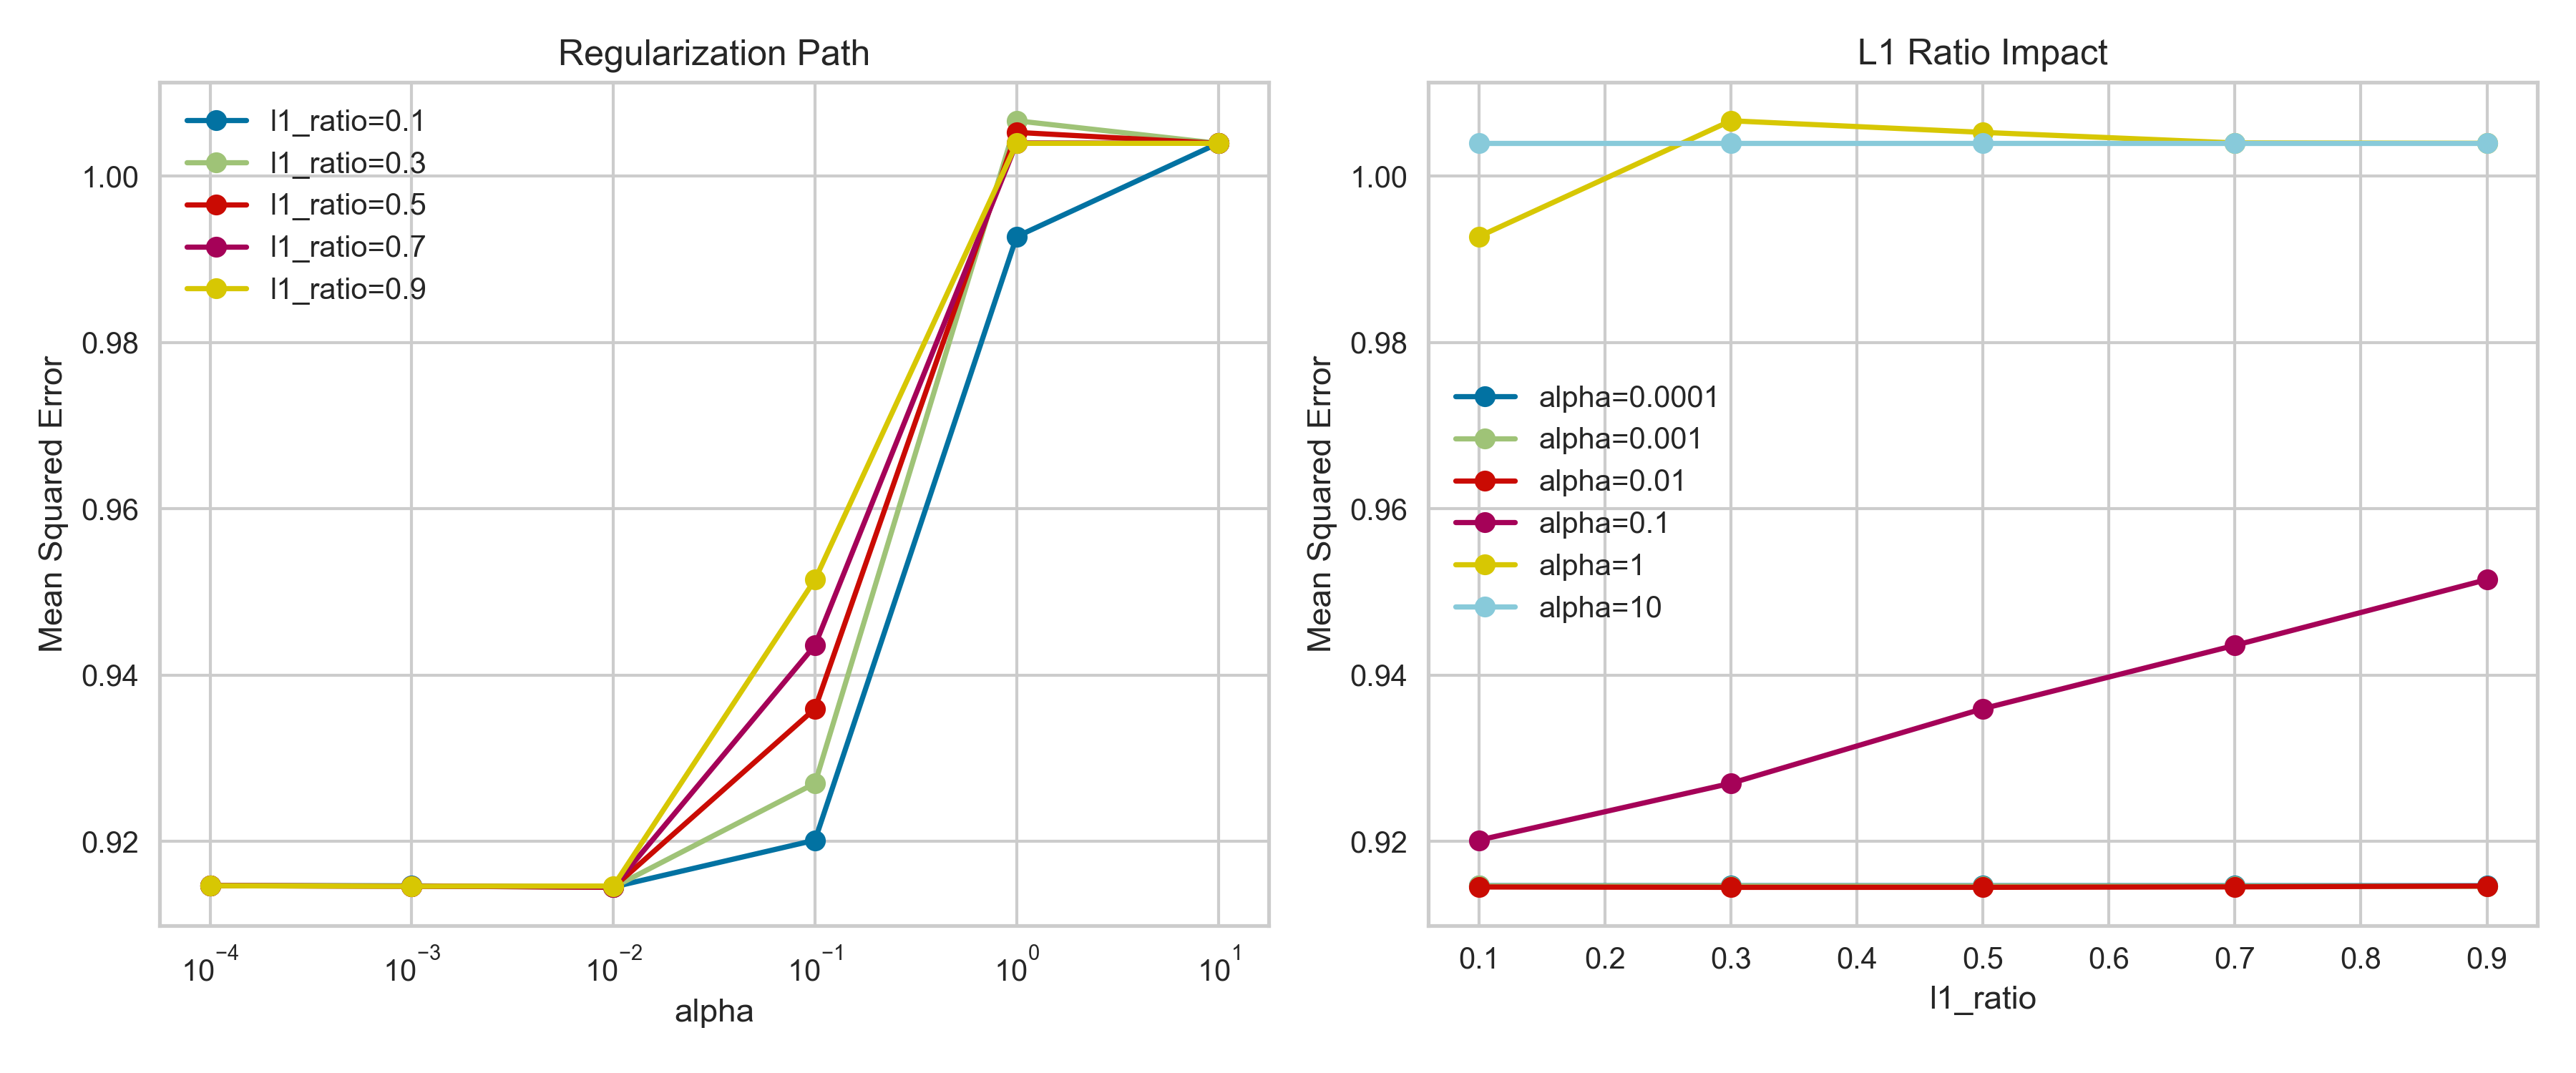 Regularization Path
l1_ratio=0.1
l1_ratio=0.3
l1_ratio=0.5
l1_ratio=0.7
l1_ratio=0.9
Mean Squared Error
1.00
0.98
0.96
0.94
0.92
10⁻⁴ 10⁻³ 10⁻² 10⁻¹ 10⁰ 10¹
alpha
L1 Ratio Impact
Mean Squared Error
1.00
0.98
0.96
0.94
0.92
alpha=0.0001
alpha=0.001
alpha=0.01
alpha=0.1
alpha=1
alpha=10
0.1 0.2 0.3 0.4 0.5 0.6 0.7 0.8 0.9
l1_ratio